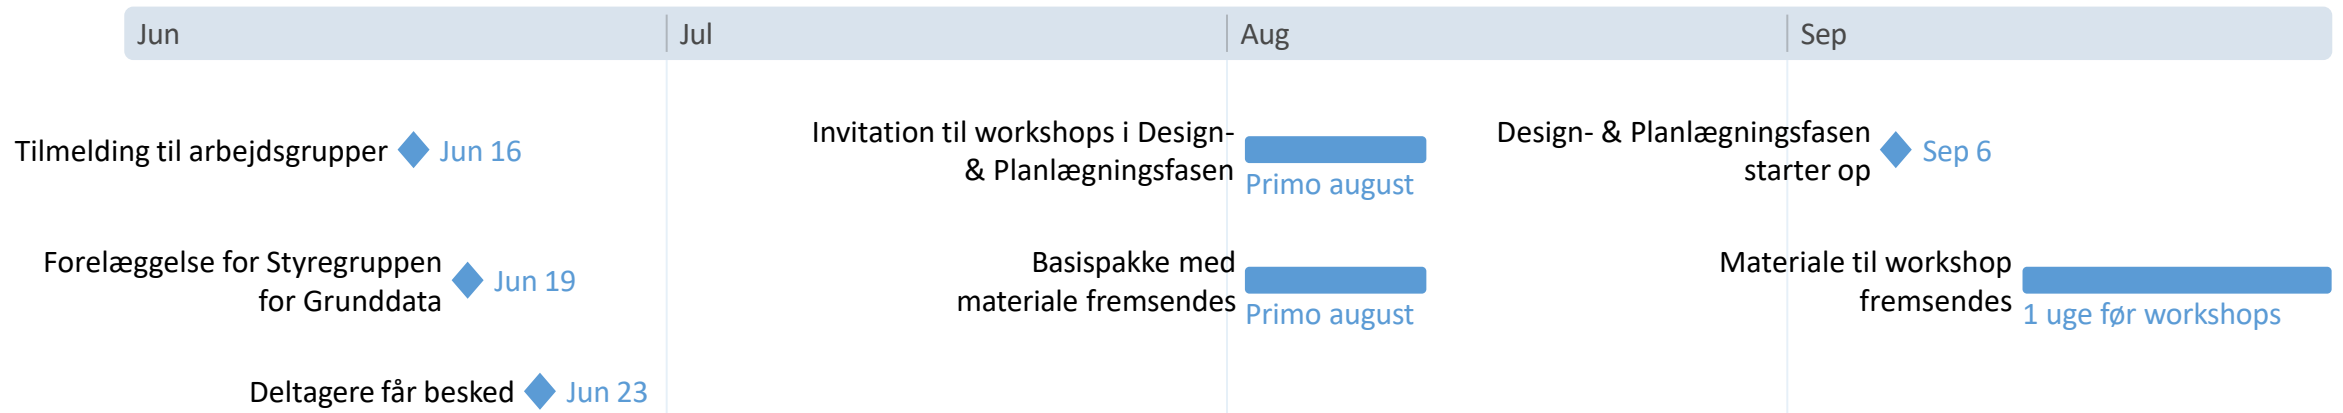 Jun
Jul
Aug
Sep
Tilmelding til arbejdsgrupper
Jun 16
Invitation til workshops i Design-
& Planlægningsfasen
Primo august
Design- & Planlægningsfasen
starter op
Sep 6
Forelæggelse for Styregruppen
for Grunddata
Jun 19
Basispakke med
materiale fremsendes
Primo august
Materiale til workshop
fremsendes
1 uge før workshops
Deltagere får besked
Jun 23